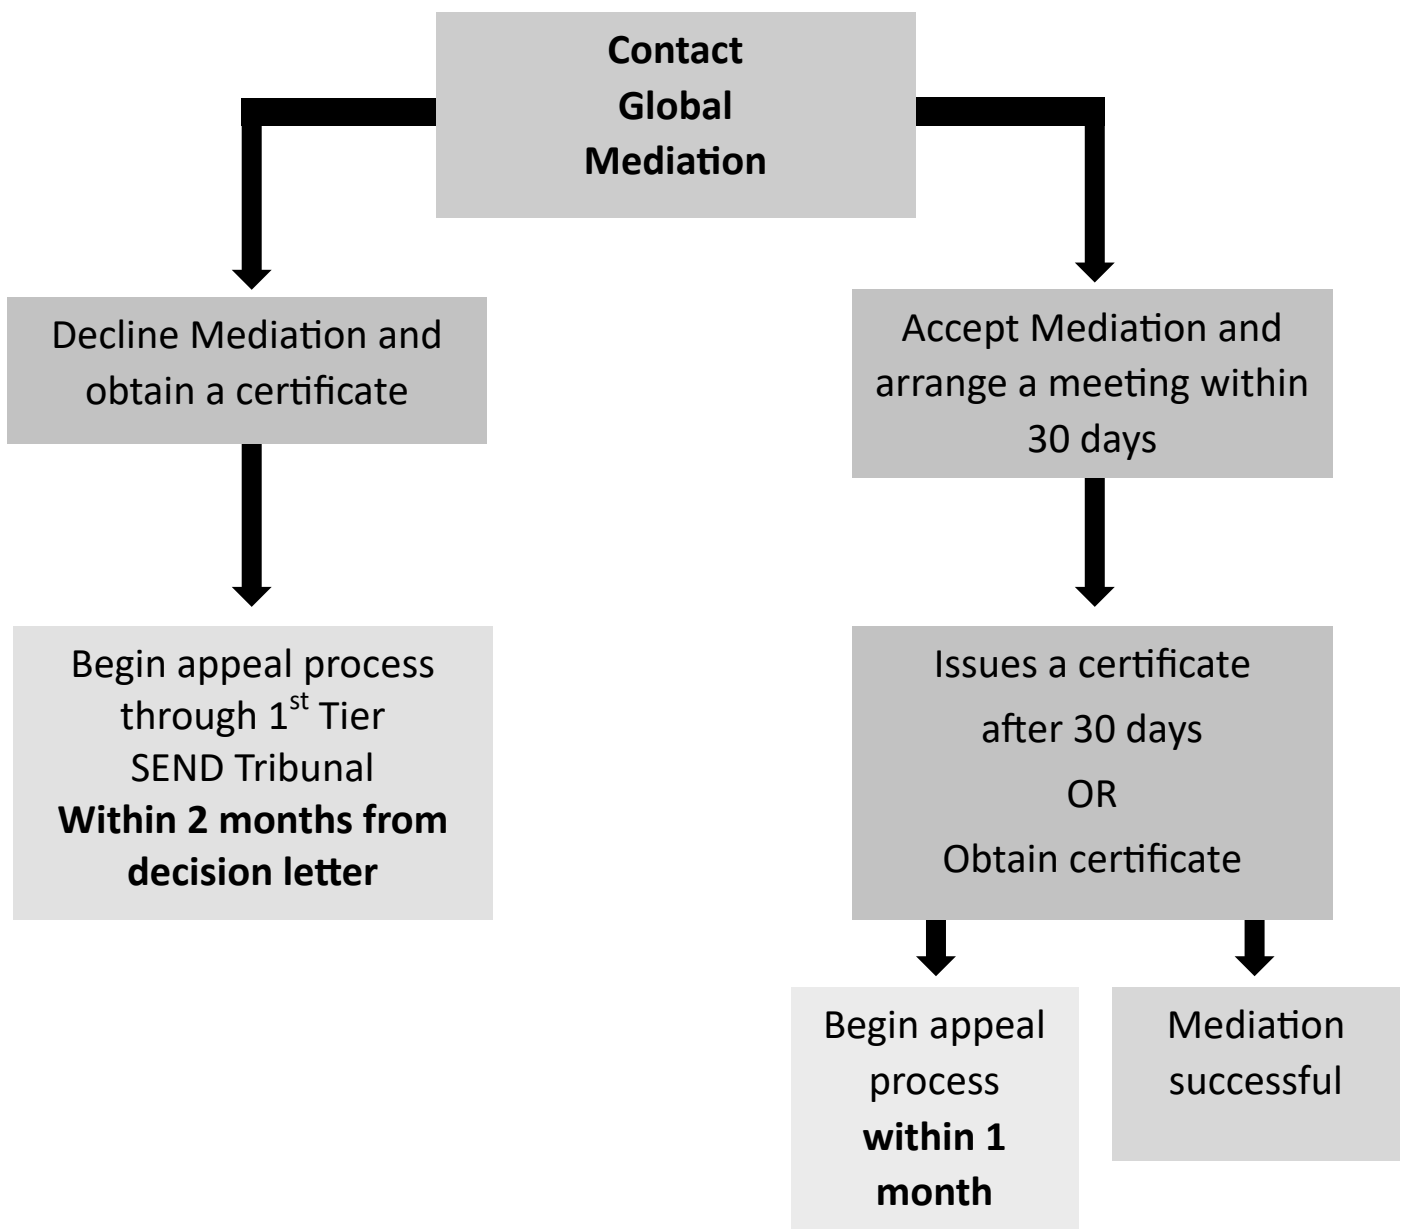 Contact
Global
Mediation
Decline Mediation and
obtain a certificate
Accept Mediation and
arrange a meeting within
30 days
Begin appeal process
through 1st Tier
SEND Tribunal
Within 2 months from
decision letter
Issues a certificate
after 30 days
OR
Obtain certificate
Begin appeal
process
within 1
month
Mediation
successful